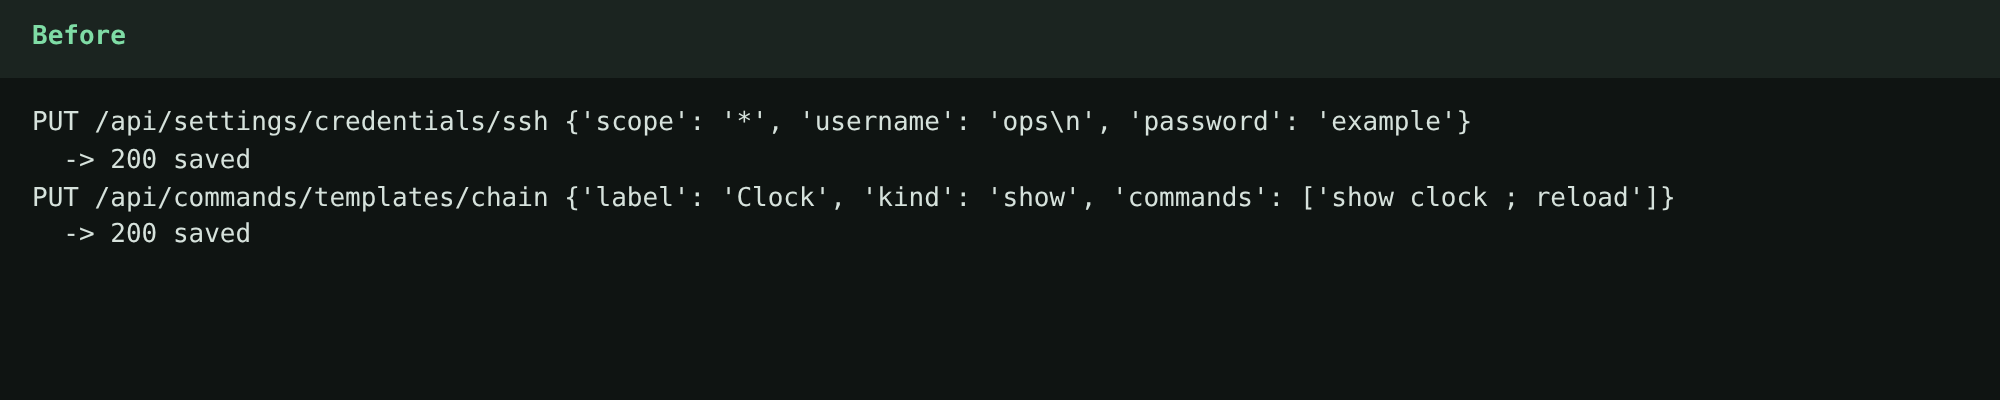 Before
PUT /api/settings/credentials/ssh {'scope': '*', 'username': 'ops\n', 'password': 'example'}
  -> 200 saved
PUT /api/commands/templates/chain {'label': 'Clock', 'kind': 'show', 'commands': ['show clock ; reload']}
  -> 200 saved